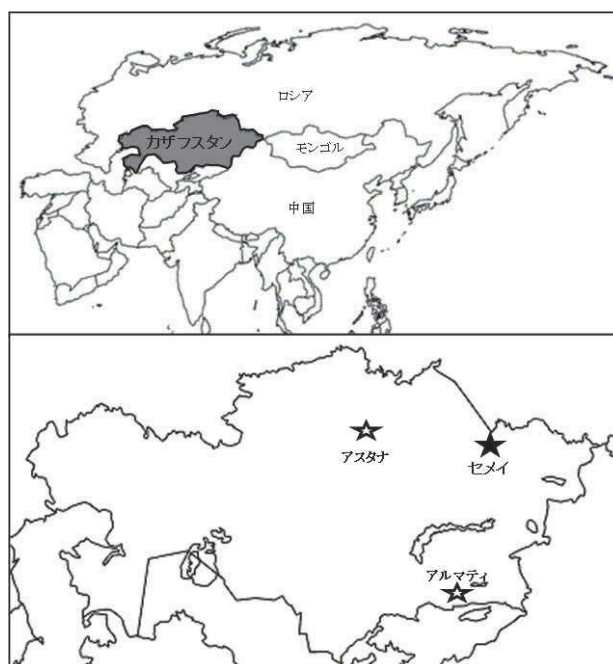 ロシア
カザフスタン
モンゴル
中国
アスタナ
セメイ
アルマティ